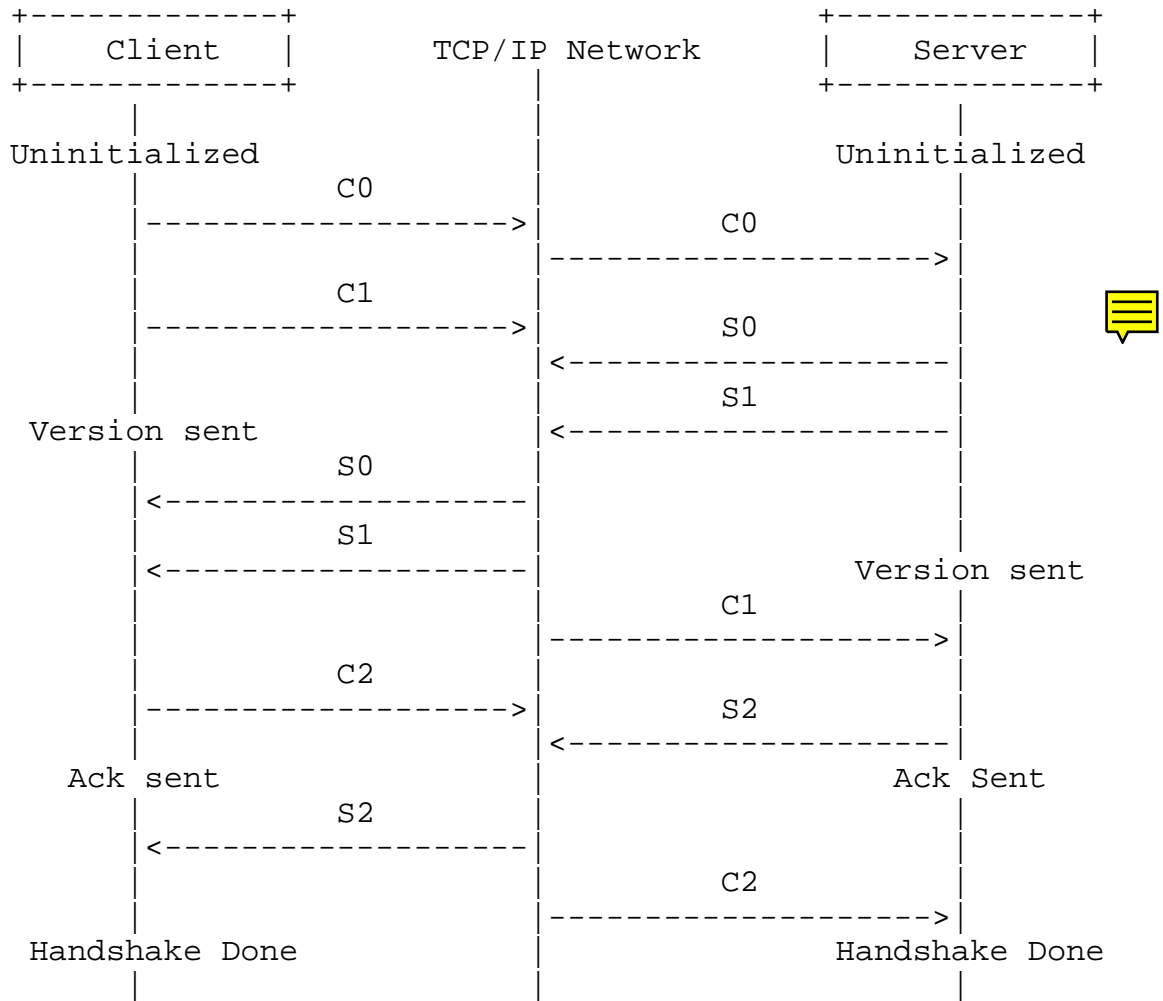 Client TCP/IP Network Server
Uninitialized Uninitialized
C0
C0
C1
S0
S1
Version sent
S0
S1
Version sent
C1
C2
S2
Ack sent Ack Sent
S2
C2
Handshake Done Handshake Done